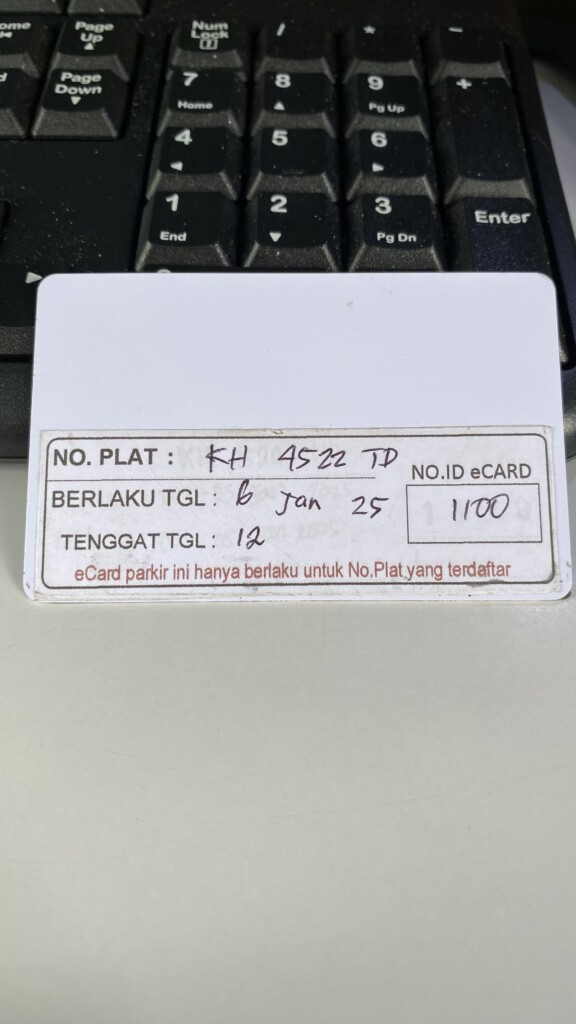 ome Page Up Num Lock / * -
d Page Down 7 Home 8 9 Pg Up +
4 5 6
1 End 2 3 Pg Dn Enter
NO. PLAT : KH 4522 TD
NO.ID eCARD
BERLAKU TGL : 6 Jan 25
1100
TENGGAT TGL : 12
eCard parkir ini hanya berlaku untuk No.Plat yang terdaftar